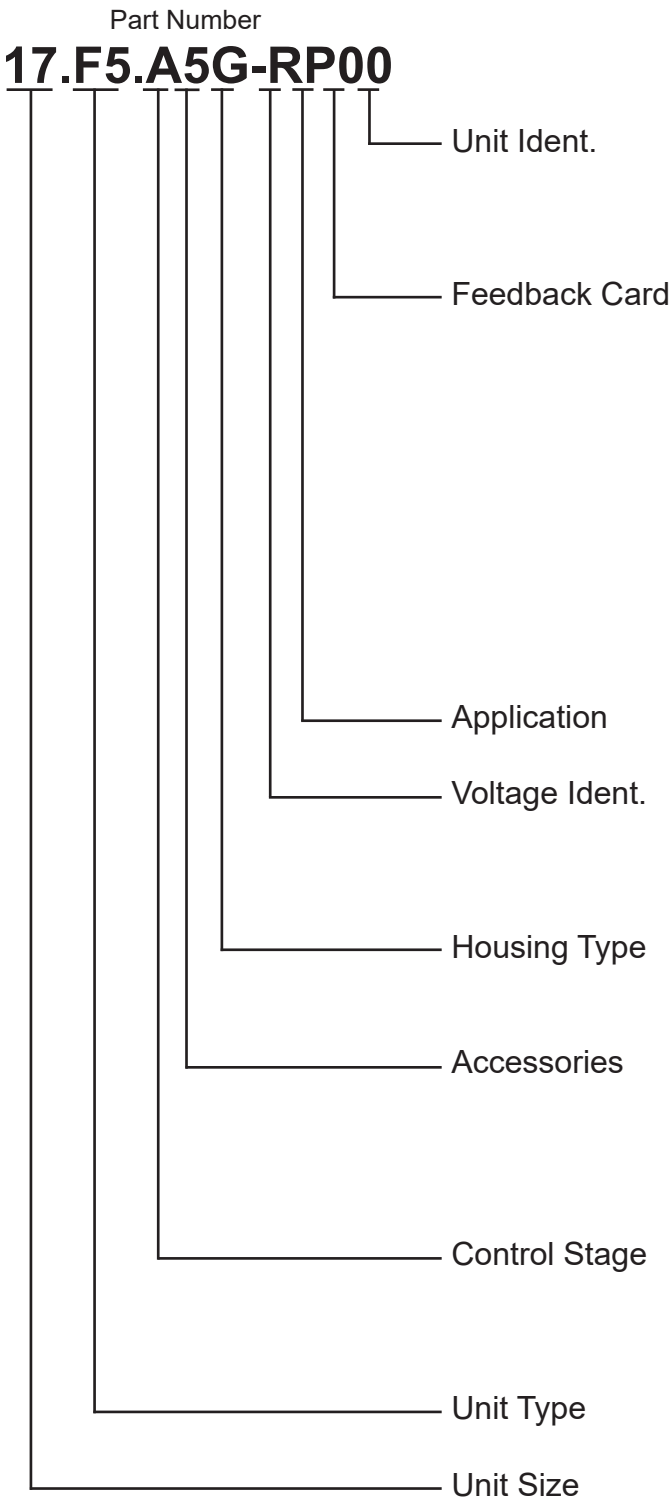 Part Number
17.F5.A5G-RP00
Unit Ident.
Feedback Card
Application
Voltage Ident.
Housing Type
Accessories
Control Stage
Unit Type
Unit Size